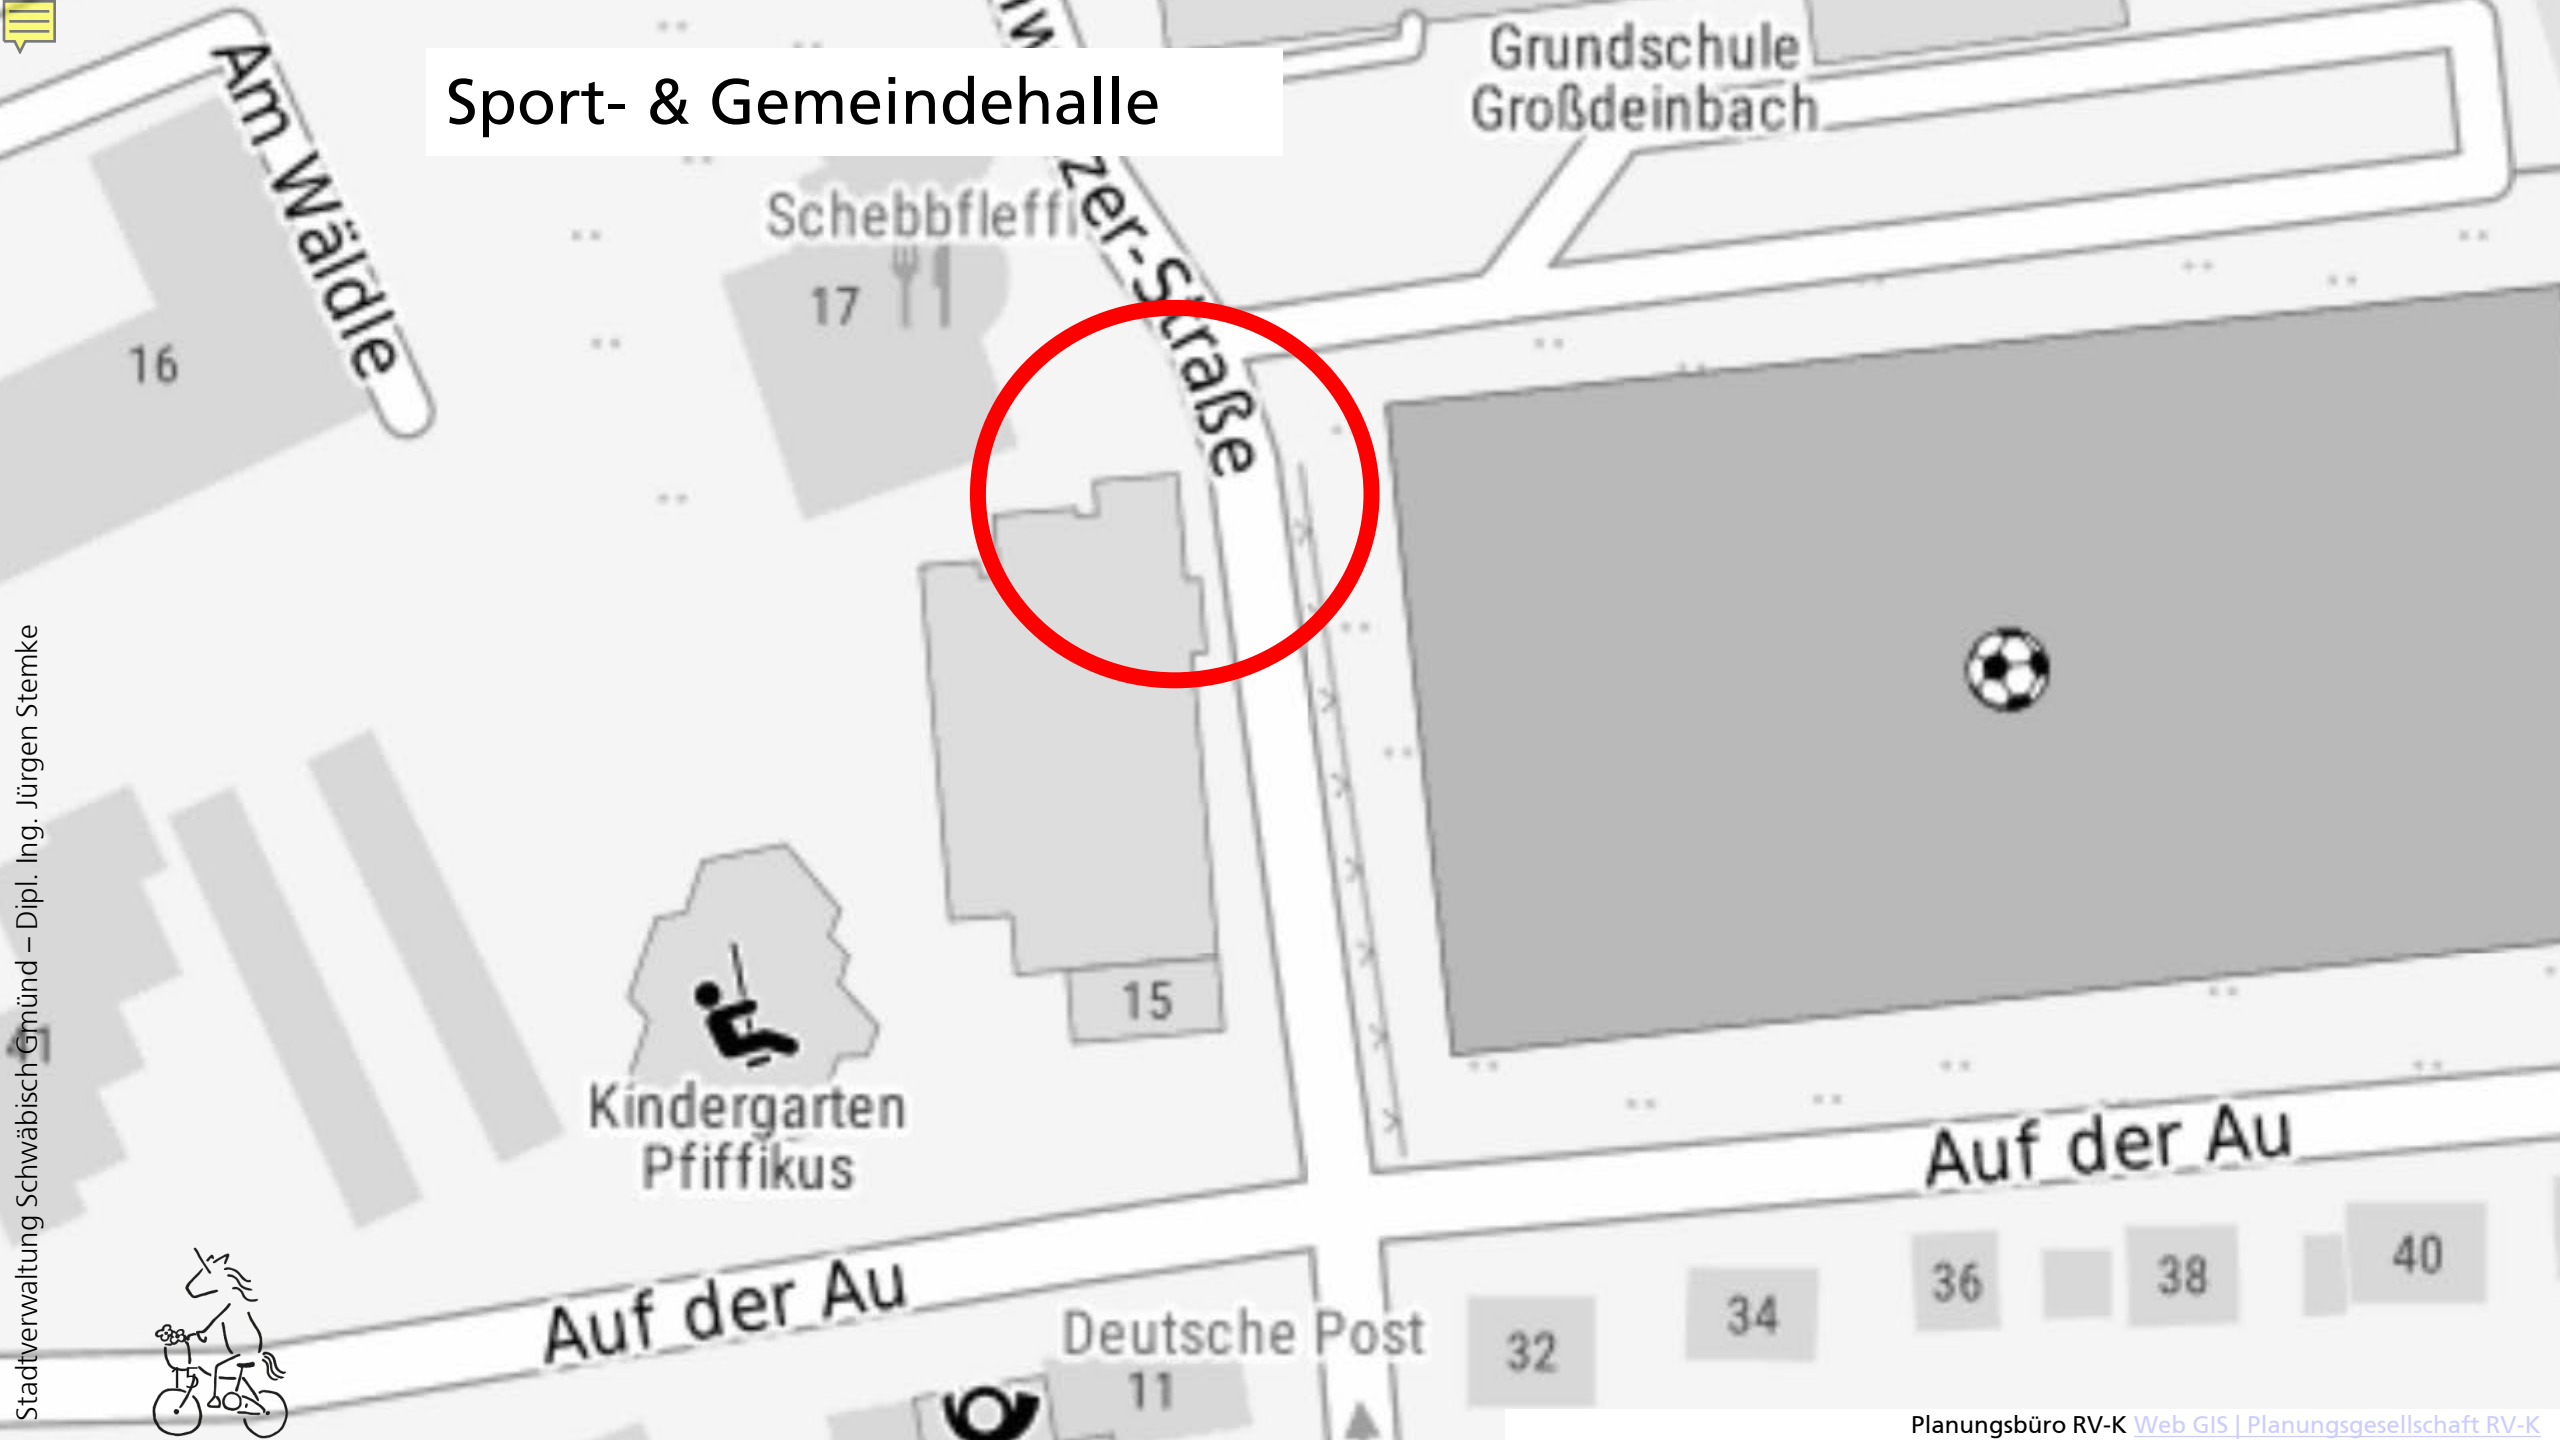 Sport- & Gemeindehalle
Grundschule
Großdeinbach
Am Wäldle
Schebbfleffi
zer-Straße
17
16
15
Kindergarten
Pfiffikus
41
Auf der Au
Auf der Au
Deutsche Post
11
32
34
36
38
40
15
Stadtverwaltung Schwäbisch Gmünd – Dipl. Ing. Jürgen Stemke
Planungsbüro RV-K Web GIS | Planungsgesellschaft RV-K